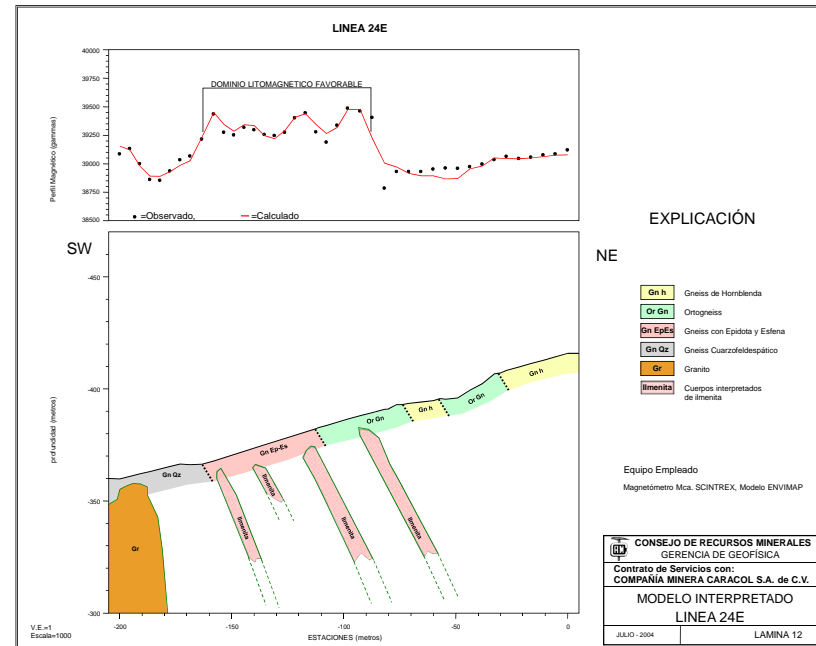 LINEA 24E
40000
39750
39500
39250
39000
38750
38500
Perfil Magnético (gammas)
DOMINIO LITOMAGNETICO FAVORABLE
=Observado, =Calculado
EXPLICACIÓN
SW
NE
-450
-400
-350
-300
profundidad (metros)
Gn h Gneiss de Hornblenda
Or Gn Ortogneiss
Gn EpEs Gneiss con Epidota y Esfena
Gn Qz Gneiss Cuarzofeldespático
Gr Granito
Ilmenita Cuerpos interpretados
de ilmenita
Gn h
Or Gn
Gn h
Or Gn
Gn Ep-Es
Gn Qz
Ilmenita
Ilmenita
Ilmenita
Ilmenita
Gr
-200 -150 -100 -50 0
ESTACIONES (metros)
V.E.=1
Escala=1000
Equipo Empleado
Magnetómetro Mca. SCINTREX, Modelo ENVIMAP
CONSEJO DE RECURSOS MINERALES
GERENCIA DE GEOFÍSICA
Contrato de Servicios con:
COMPAÑÍA MINERA CARACOL S.A. de C.V.
MODELO INTERPRETADO
LINEA 24E
JULIO - 2004 LAMINA 12